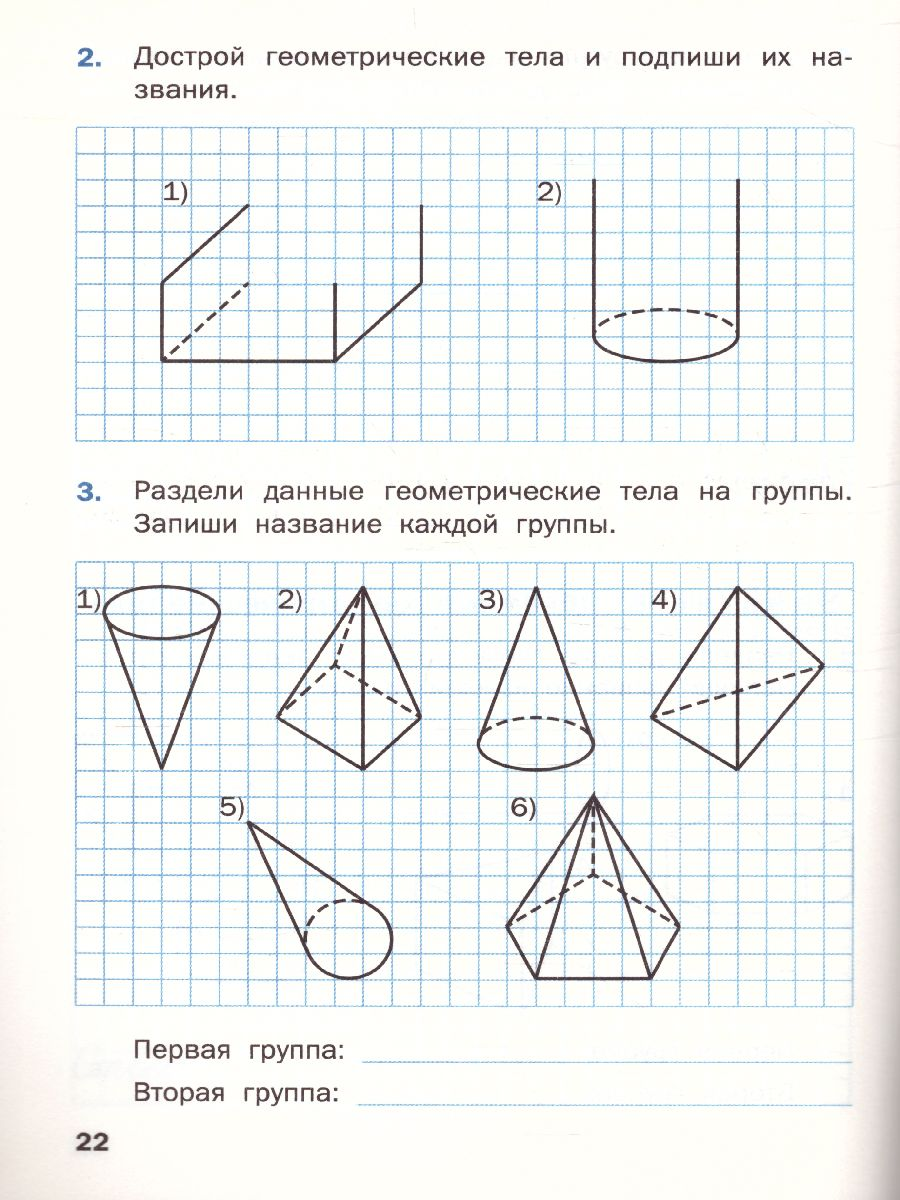 2. Дострой геометрические тела и подпиши их на-
звания.
1) 2)
3. Раздели данные геометрические тела на группы.
Запиши название каждой группы.
1) 2) 3) 4)
5) 6)
Первая группа:
Вторая группа:
22